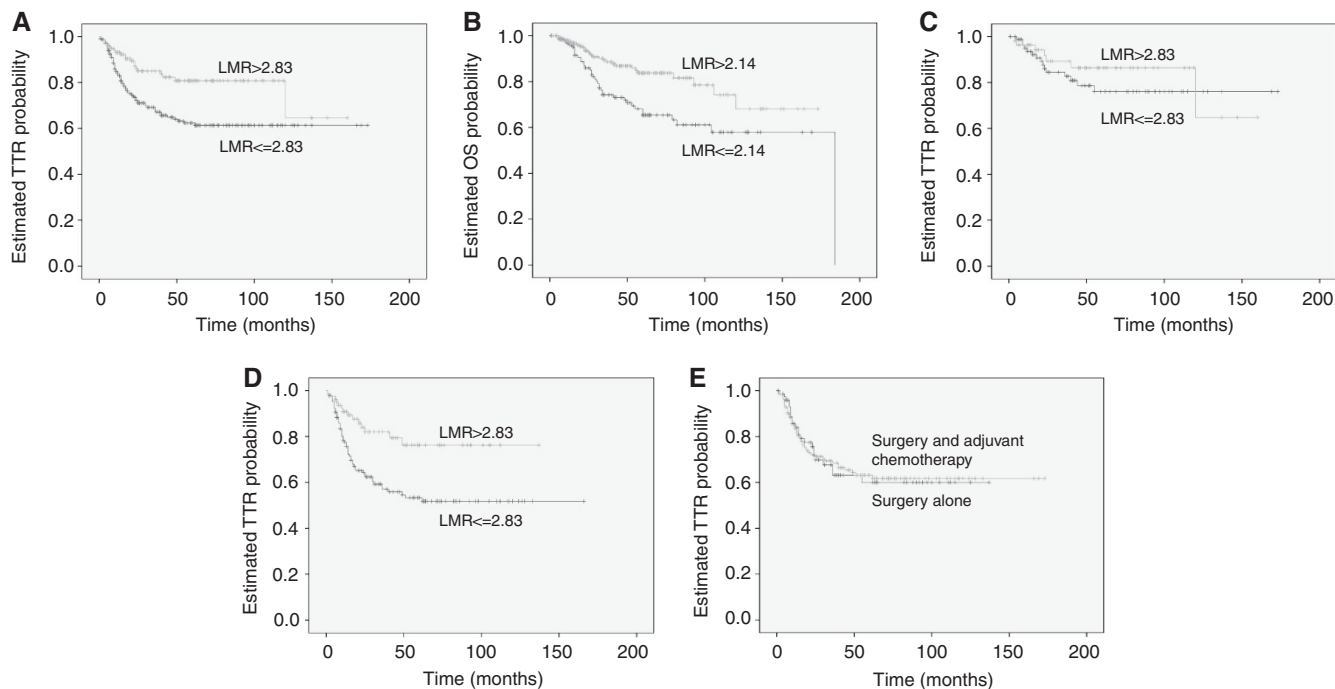 A
Estimated TTR probability
1.0
0.8
0.6
0.4
0.2
0.0
LMR>2.83
LMR<=2.83
0 50 100 150 200
Time (months)
B
Estimated OS probability
1.0
0.8
0.6
0.4
0.2
0.0
LMR>2.14
LMR<=2.14
0 50 100 150 200
Time (months)
C
Estimated TTR probability
1.0
0.8
0.6
0.4
0.2
0.0
LMR>2.83
LMR<=2.83
0 50 100 150 200
Time (months)
D
Estimated TTR probability
1.0
0.8
0.6
0.4
0.2
0.0
LMR>2.83
LMR<=2.83
0 50 100 150 200
Time (months)
E
Estimated TTR probability
1.0
0.8
0.6
0.4
0.2
0.0
Surgery and adjuvant
chemotherapy
Surgery alone
0 50 100 150 200
Time (months)